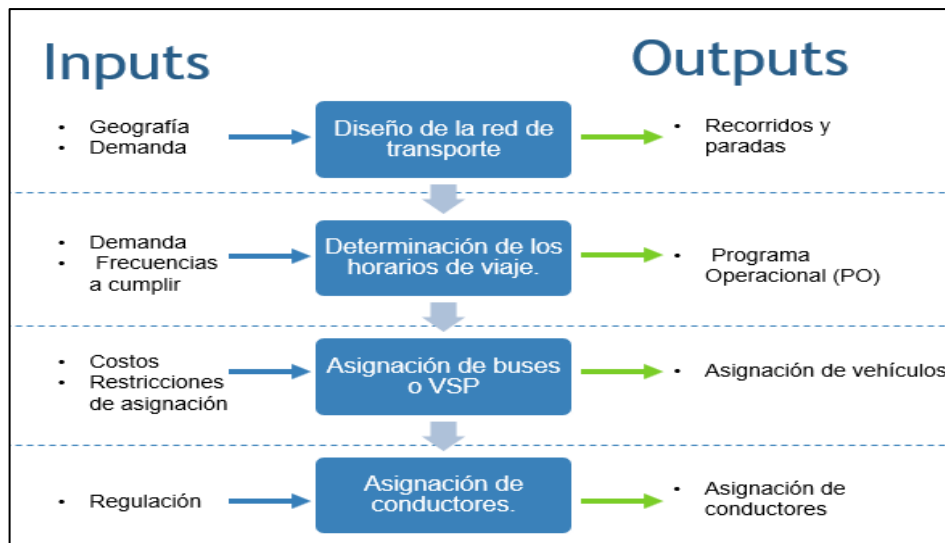 Inputs
Outputs
• Geografía
• Demanda
Diseño de la red de
transporte
• Recorridos y
paradas
• Demanda
• Frecuencias
a cumplir
Determinación de los
horarios de viaje.
• Programa
Operacional (PO)
• Costos
• Restricciones
de asignación
Asignación de buses
o VSP
• Asignación de vehículos
• Regulación
Asignación de
conductores.
• Asignación de
conductores